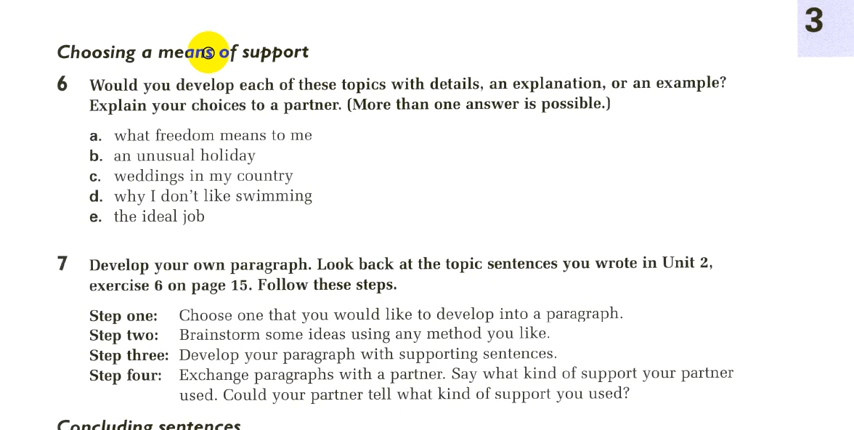 3
Choosing a means of support
6 Would you develop each of these topics with details, an explanation, or an example?
Explain your choices to a partner. (More than one answer is possible.)
a. what freedom means to me
b. an unusual holiday
c. weddings in my country
d. why I don't like swimming
e. the ideal job
7 Develop your own paragraph. Look back at the topic sentences you wrote in Unit 2,
exercise 6 on page 15. Follow these steps.
Step one: Choose one that you would like to develop into a paragraph.
Step two: Brainstorm some ideas using any method you like.
Step three: Develop your paragraph with supporting sentences.
Step four: Exchange paragraphs with a partner. Say what kind of support your partner
used. Could your partner tell what kind of support you used?
Concluding sentences